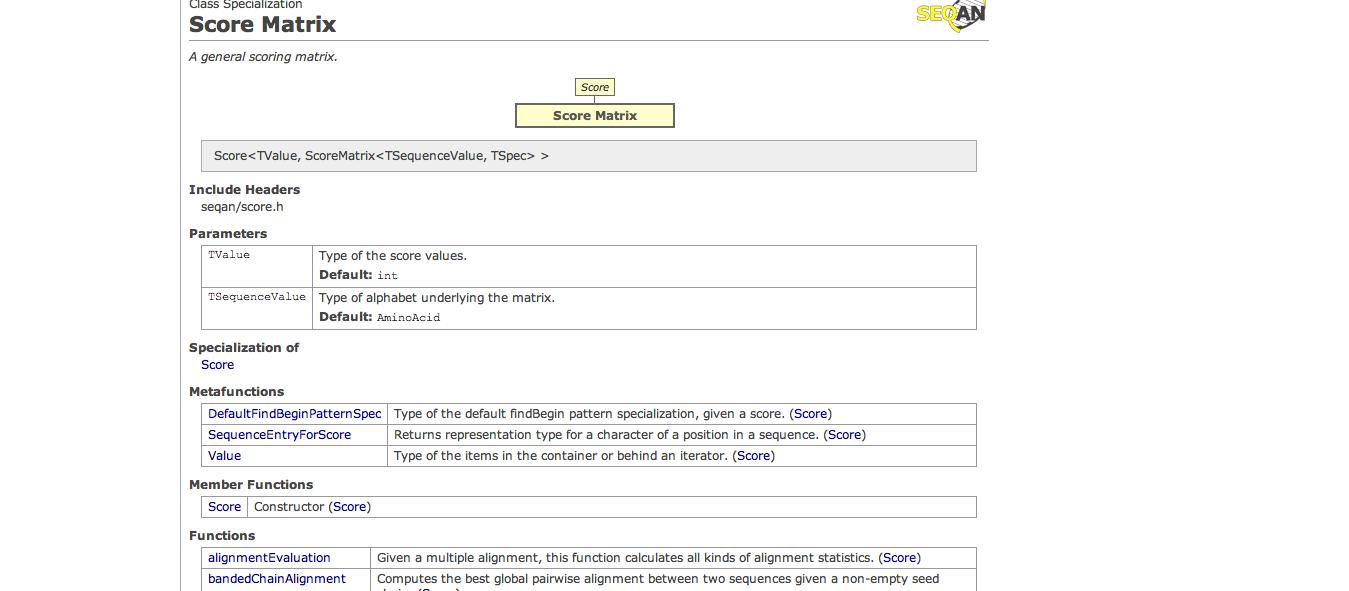 Class Specialization
Score Matrix
SEQAN
A general scoring matrix.
Score
Score Matrix
Score<TValue, ScoreMatrix<TSequenceValue, TSpec> >
Include Headers
seqan/score.h
Parameters
TValue Type of the score values.
Default: int
TSequenceValue Type of alphabet underlying the matrix.
Default: AminoAcid
Specialization of
Score
Metafunctions
DefaultFindBeginPatternSpec Type of the default findBegin pattern specialization, given a score. (Score)
SequenceEntryForScore Returns representation type for a character of a position in a sequence. (Score)
Value Type of the items in the container or behind an iterator. (Score)
Member Functions
Score Constructor (Score)
Functions
alignmentEvaluation Given a multiple alignment, this function calculates all kinds of alignment statistics. (Score)
bandedChainAlignment Computes the best global pairwise alignment between two sequences given a non-empty seed